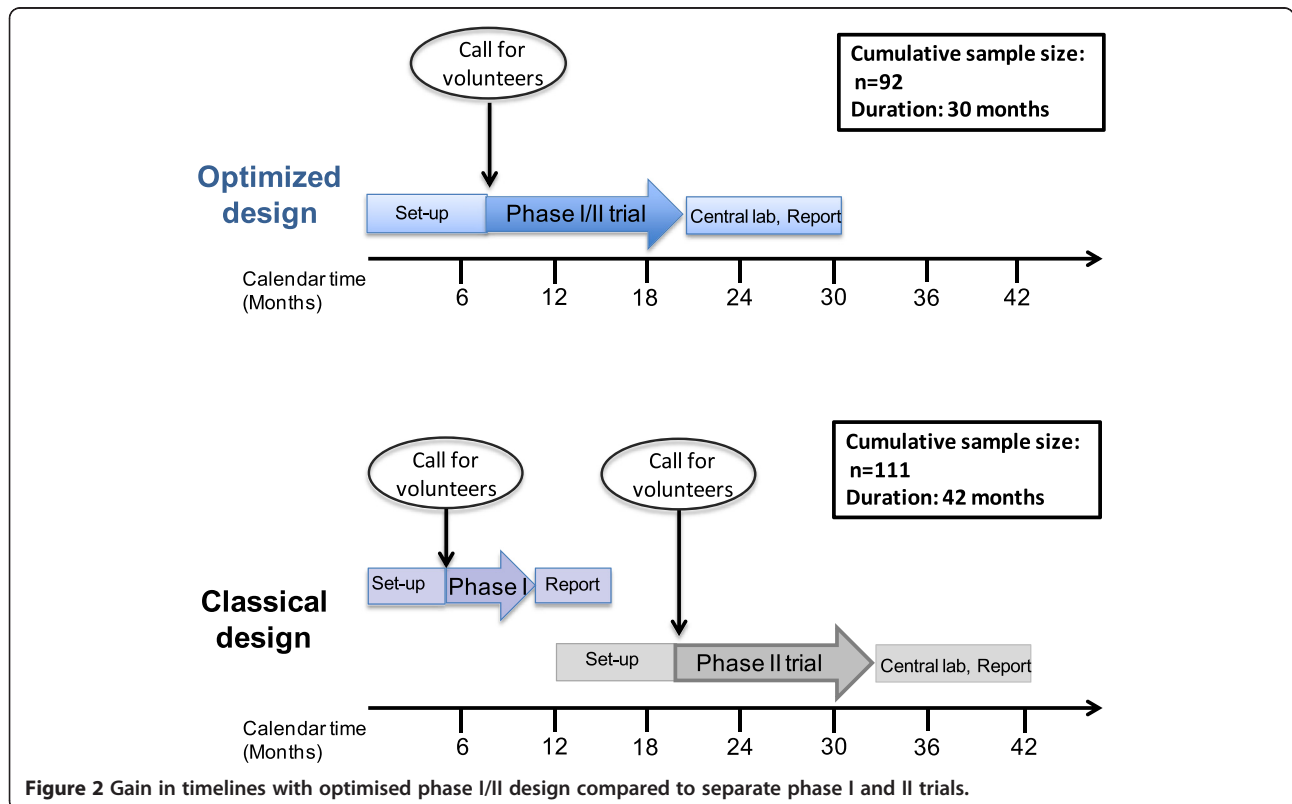 Call for
volunteers
Cumulative sample size:
n=92
Duration: 30 months
Optimized
design
Set-up
Phase I/II trial
Central lab, Report
Calendar time
(Months)
6 12 18 24 30 36 42
Call for
volunteers
Call for
volunteers
Cumulative sample size:
n=111
Duration: 42 months
Classical
design
Set-up
Phase I
Report
Set-up
Phase II trial
Central lab, Report
Calendar time
(Months)
6 12 18 24 30 36 42
Figure 2 Gain in timelines with optimised phase I/II design compared to separate phase I and II trials.